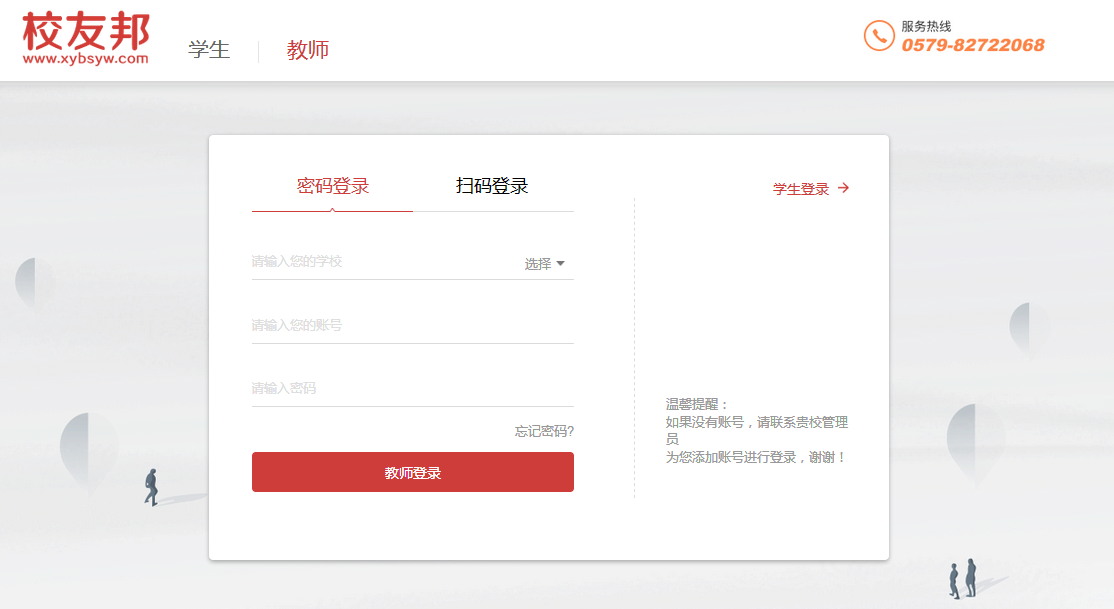 校友邦
www.xybsyw.com
学生
教师
服务热线
0579-82722068
密码登录
扫码登录
学生登录
请输入您的学校
选择
请输入您的账号
请输入密码
忘记密码?
教师登录
温馨提醒：
如果没有账号，请联系贵校管理
员
为您添加账号进行登录，谢谢！